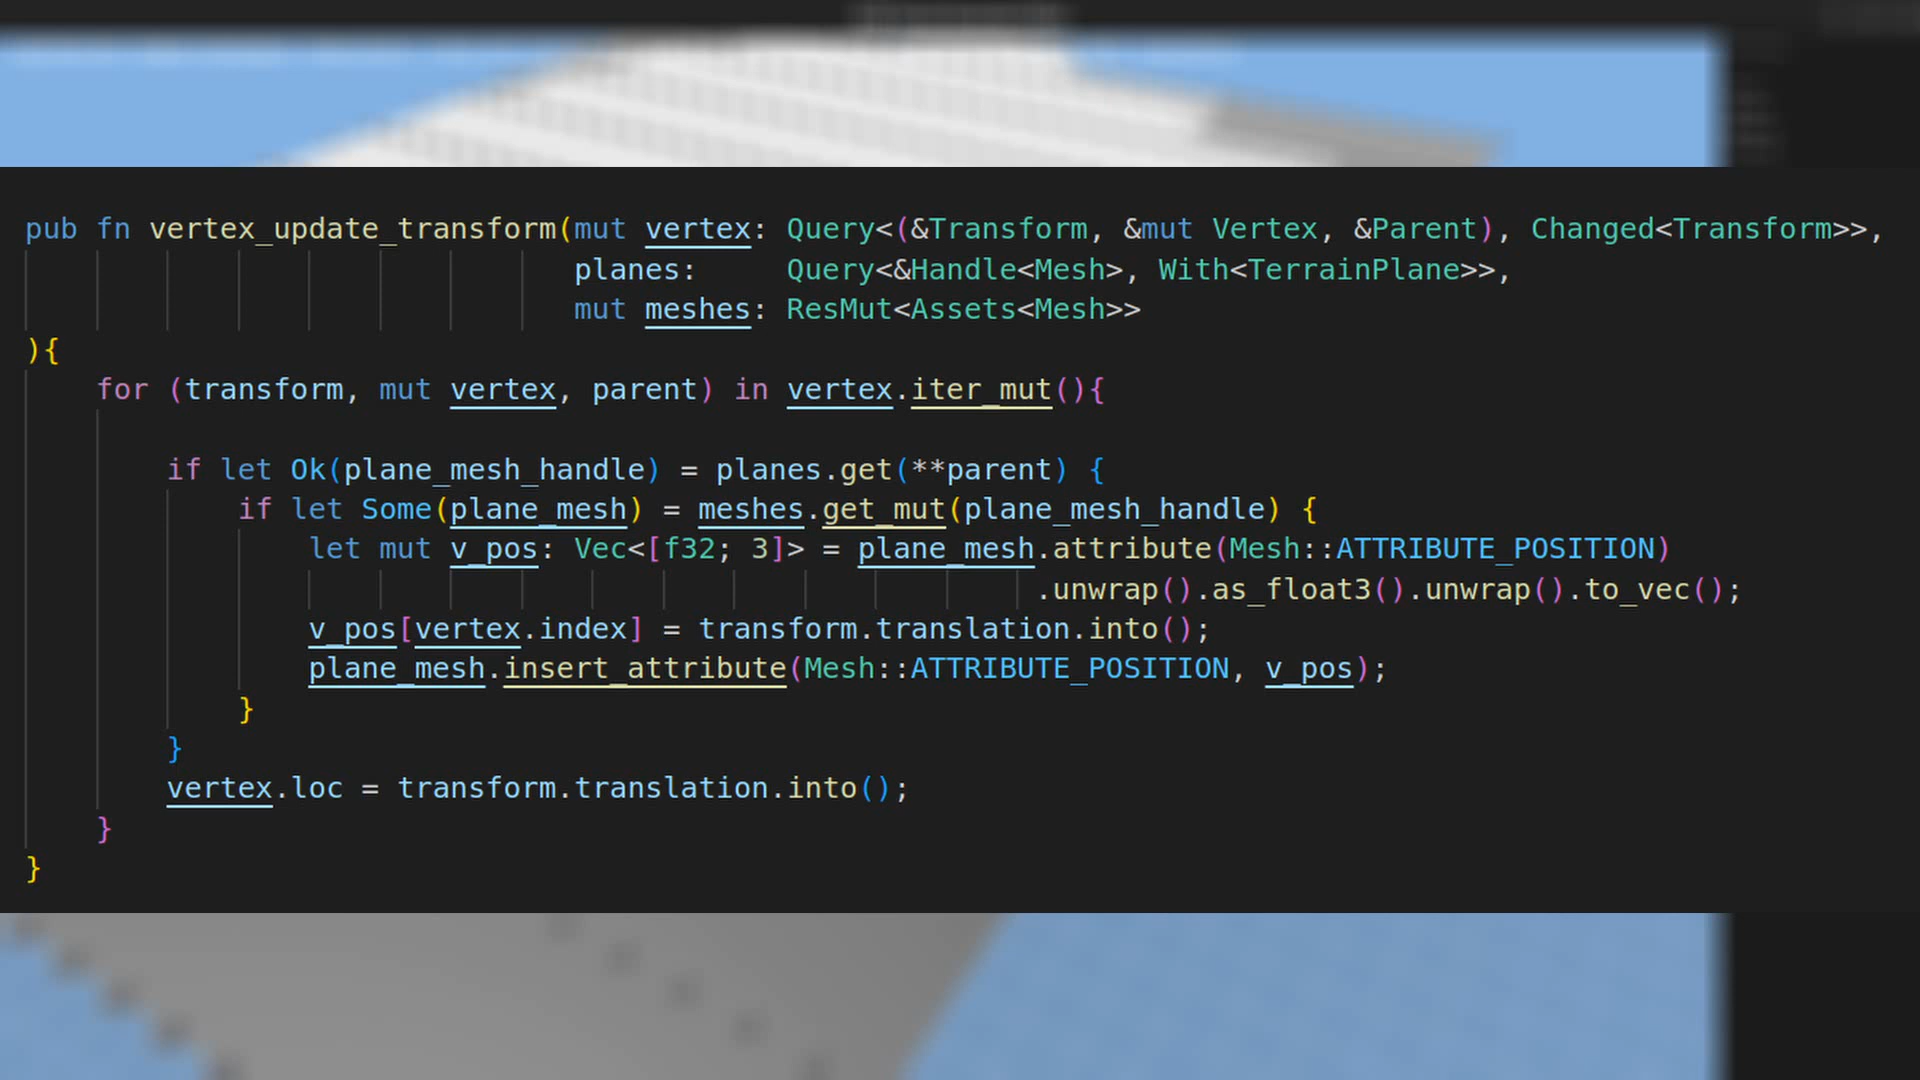 pub fn vertex_update_transform(mut vertex: Query<(&Transform, &mut Vertex, &Parent), Changed<Transform>>,
planes: Query<&Handle<Mesh>, With<TerrainPlane>>,
mut meshes: ResMut<Assets<Mesh>>
){
for (transform, mut vertex, parent) in vertex.iter_mut(){
if let Ok(plane_mesh_handle) = planes.get(**parent) {
if let Some(plane_mesh) = meshes.get_mut(plane_mesh_handle) {
let mut v_pos: Vec<[f32; 3]> = plane_mesh.attribute(Mesh::ATTRIBUTE_POSITION)
.unwrap().as_float3().unwrap().to_vec();
v_pos[vertex.index] = transform.translation.into();
plane_mesh.insert_attribute(Mesh::ATTRIBUTE_POSITION, v_pos);
}
}
vertex.loc = transform.translation.into();
}
}